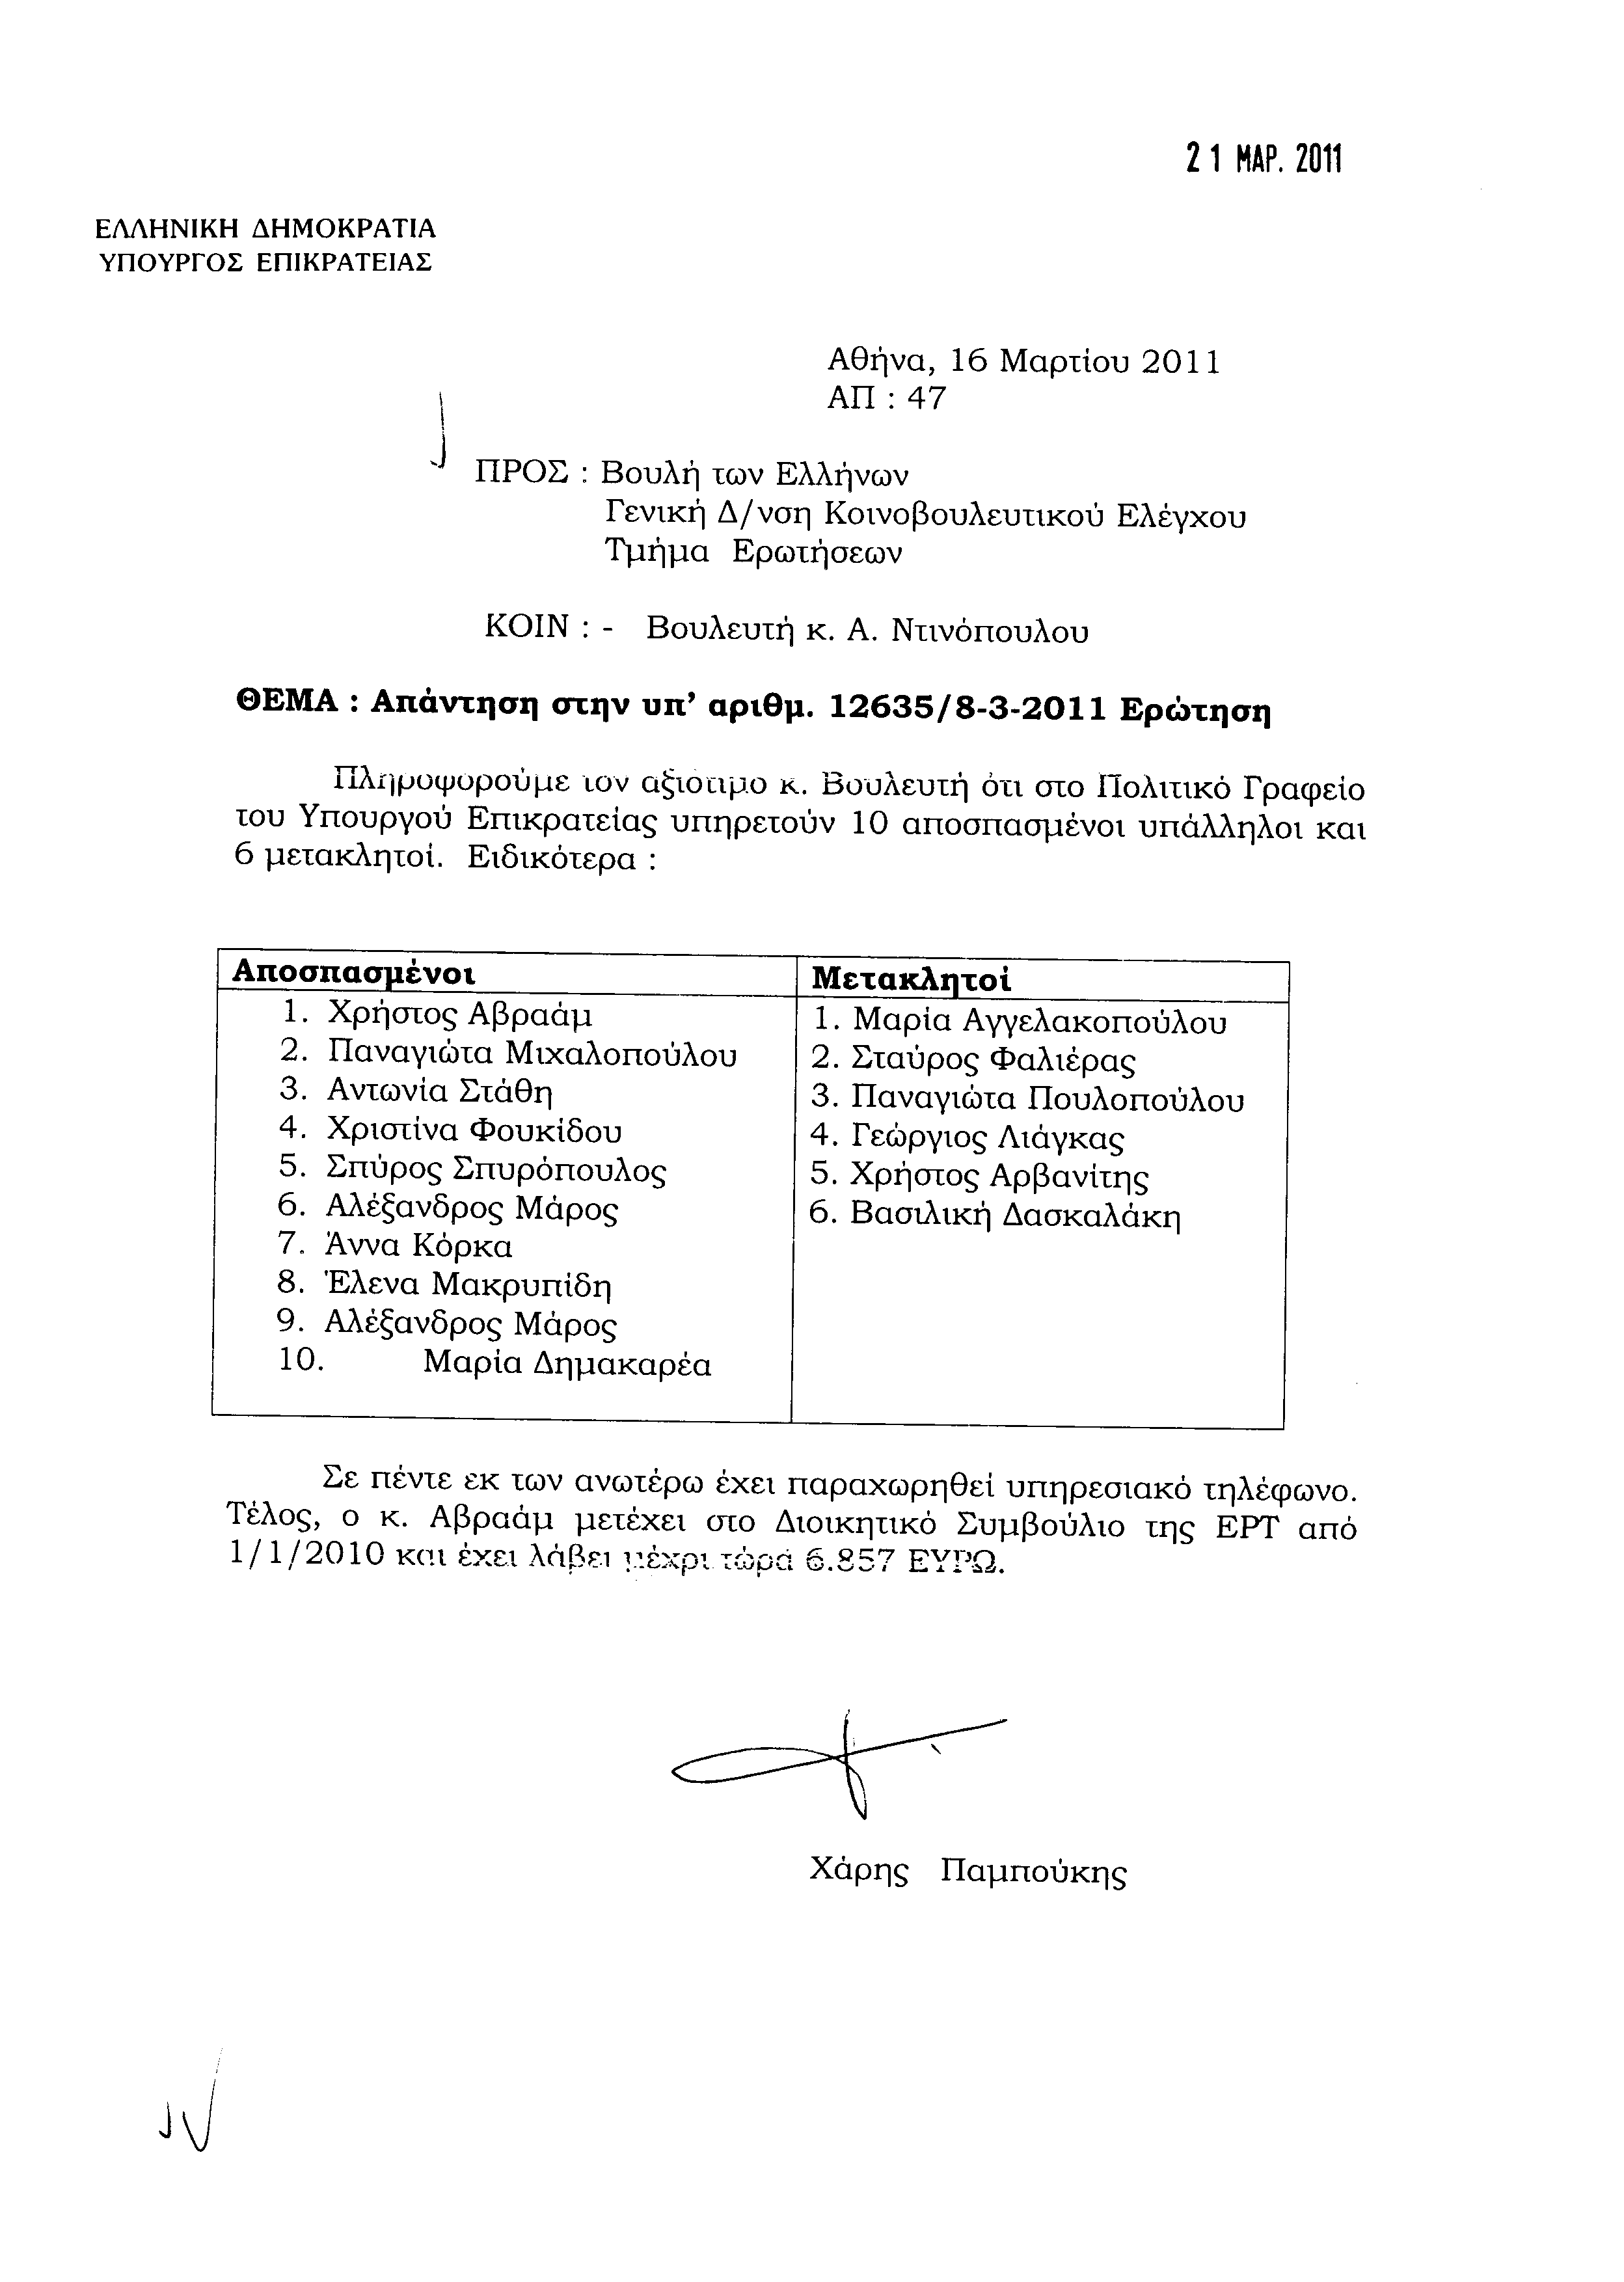 2 1 ΜΑΡ. 2011
ΕΛΛΗΝΙΚΗ ΔΗΜΟΚΡΑΤΙΑ
ΥΠΟΥΡΓΟΣ ΕΠΙΚΡΑΤΕΙΑΣ
Αθήνα, 16 Μαρτίου 2011
ΑΠ : 47
ΠΡΟΣ : Βουλή των Ελλήνων
Γενική Δ/νση Κοινοβουλευτικού Ελέγχου
Τμήμα Ερωτήσεων
ΚΟΙΝ : - Βουλευτή κ. Α. Ντινόπουλου
ΘΕΜΑ : Απάντηση στην υπ’ αριθμ. 12635/8-3-2011 Ερώτηση
Πληροφορούμε τον αξιότιμο κ. Βουλευτή ότι στο Πολιτικό Γραφείο
του Υπουργού Επικρατείας υπηρετούν 10 αποσπασμένοι υπάλληλοι και
6 μετακλητοί. Ειδικότερα :
Αποσπασμένοι
1. Χρήστος Αβραάμ
2. Παναγιώτα Μιχαλοπούλου
3. Αντωνία Στάθη
4. Χριστίνα Φουκίδου
5. Σπύρος Σπυρόπουλος
6. Αλέξανδρος Μάρος
7. Άννα Κόρκα
8. Έλενα Μακρυπίδη
9. Αλέξανδρος Μάρος
10. Μαρία Δημακαρέα
Μετακλητοί
1. Μαρία Αγγελακοπούλου
2. Σταύρος Φαλιέρας
3. Παναγιώτα Πουλοπούλου
4. Γεώργιος Λιάγκας
5. Χρήστος Αρβανίτης
6. Βασιλική Δασκαλάκη
Σε πέντε εκ των ανωτέρω έχει παραχωρηθεί υπηρεσιακό τηλέφωνο.
Τέλος, ο κ. Αβραάμ μετέχει στο Διοικητικό Συμβούλιο της ΕΡΤ από
1/1/2010 και έχει λάβει μέχρι τώρα 6.857 ΕΥΡΩ.
Χάρης Παμπούκης